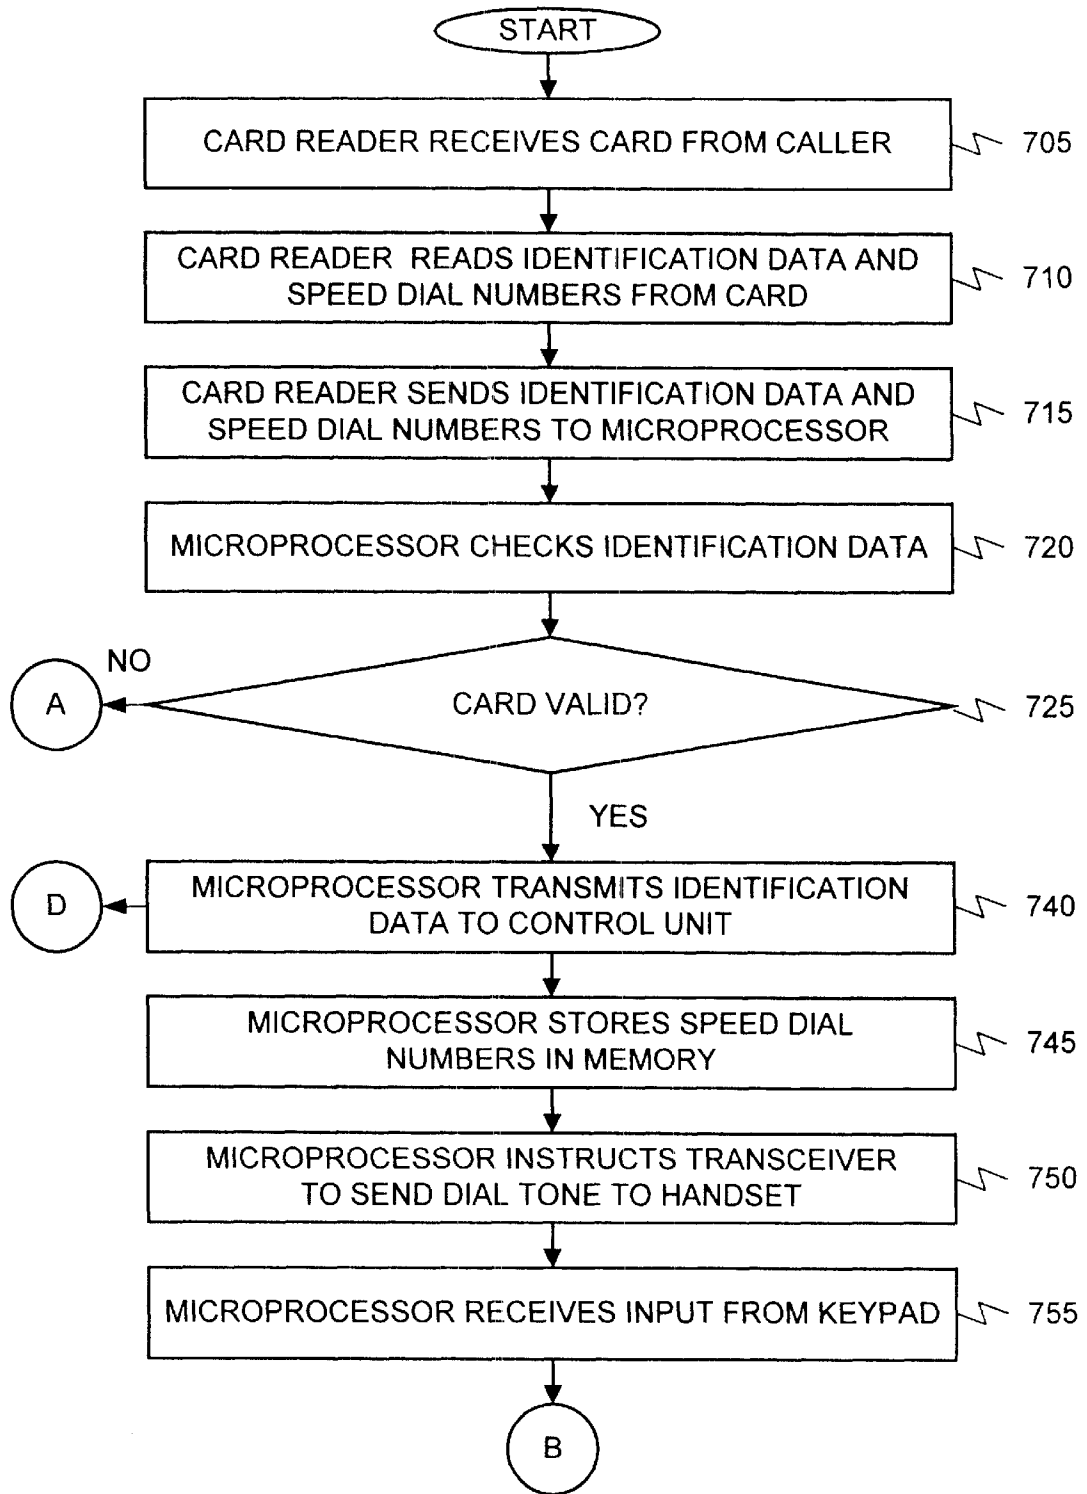 START
CARD READER RECEIVES CARD FROM CALLER
705
CARD READER READS IDENTIFICATION DATA AND
SPEED DIAL NUMBERS FROM CARD
710
CARD READER SENDS IDENTIFICATION DATA AND
SPEED DIAL NUMBERS TO MICROPROCESSOR
715
MICROPROCESSOR CHECKS IDENTIFICATION DATA
720
NO
A
CARD VALID?
725
YES
D
MICROPROCESSOR TRANSMITS IDENTIFICATION
DATA TO CONTROL UNIT
740
MICROPROCESSOR STORES SPEED DIAL
NUMBERS IN MEMORY
745
MICROPROCESSOR INSTRUCTS TRANSCEIVER
TO SEND DIAL TONE TO HANDSET
750
MICROPROCESSOR RECEIVES INPUT FROM KEYPAD
755
B